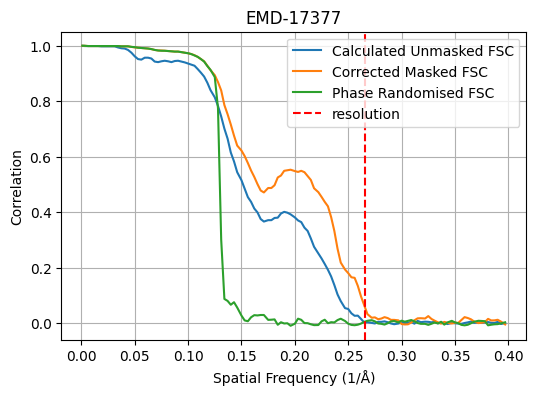 EMD-17377
Calculated Unmasked FSC
Corrected Masked FSC
Phase Randomised FSC
resolution
Correlation
1.0
0.8
0.6
0.4
0.2
0.0
0.00 0.05 0.10 0.15 0.20 0.25 0.30 0.35 0.40
Spatial Frequency (1/Å)